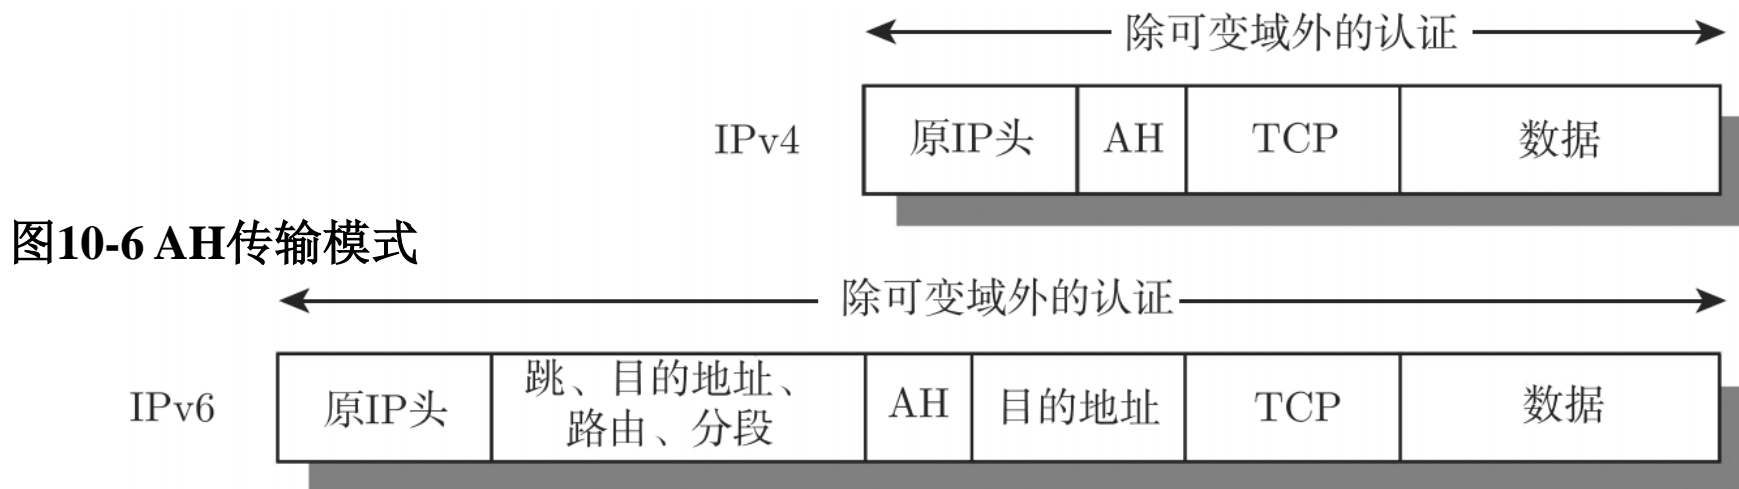 除可变域外的认证
IPv4 原IP头 AH TCP 数据
图10-6 AH传输模式
除可变域外的认证
IPv6 原IP头 跳、目的地址、 AH 目的地址 TCP 数据
路由、分段